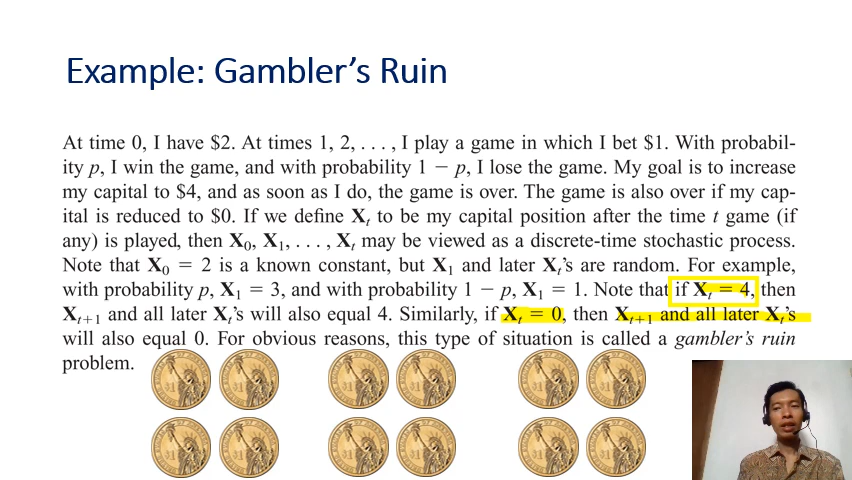 Example: Gambler's Ruin
At time 0, I have $2. At times 1, 2, . . . , I play a game in which I bet $1. With probabil-
ity p, I win the game, and with probability 1 − p, I lose the game. My goal is to increase
my capital to $4, and as soon as I do, the game is over. The game is also over if my cap-
ital is reduced to $0. If we define Xt to be my capital position after the time t game (if
any) is played, then X0, X1, . . . , Xt may be viewed as a discrete-time stochastic process.
Note that X0 = 2 is a known constant, but X1 and later Xt's are random. For example,
with probability p, X1 = 3, and with probability 1 − p, X1 = 1. Note that if Xt = 4, then
Xt+1 and all later Xt's will also equal 4. Similarly, if Xt = 0, then Xt+1 and all later Xt's
will also equal 0. For obvious reasons, this type of situation is called a gambler's ruin
problem.